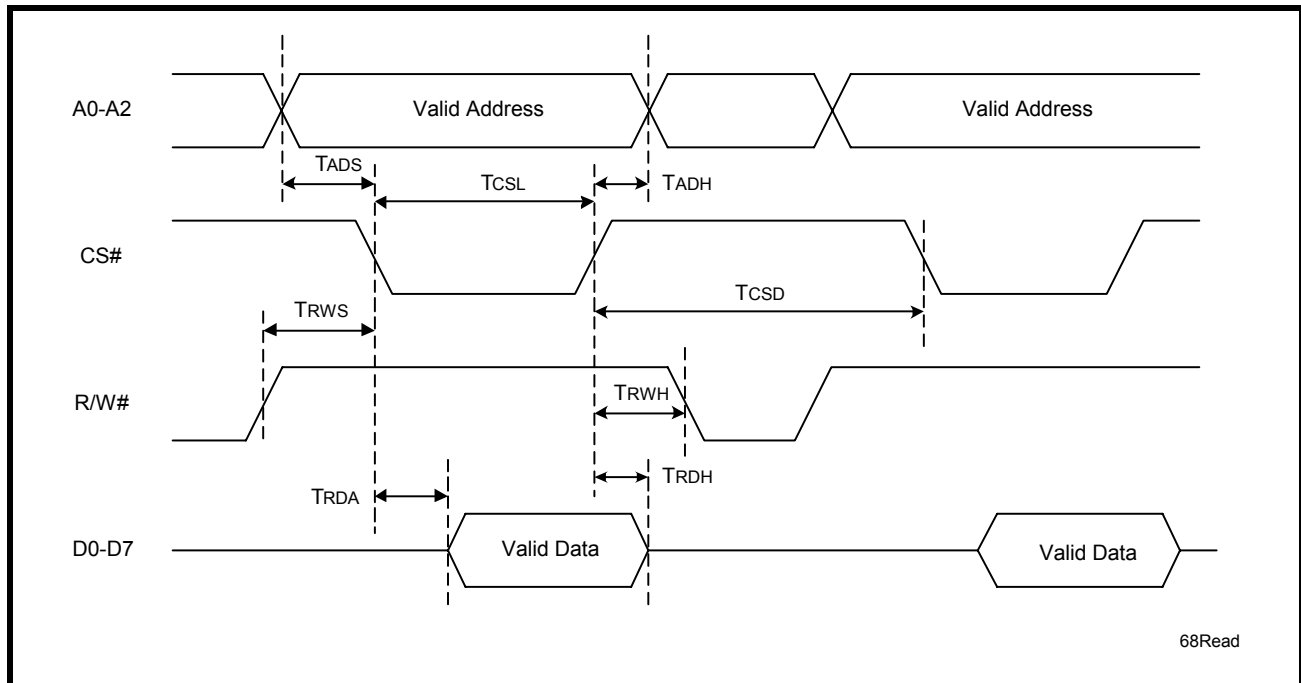 A0-A2
Valid Address
Valid Address
TADS
TCSL
TADH
CS#
TCSD
TRWS
R/W#
TRWH
TRDH
TRDA
D0-D7
Valid Data
Valid Data
68Read